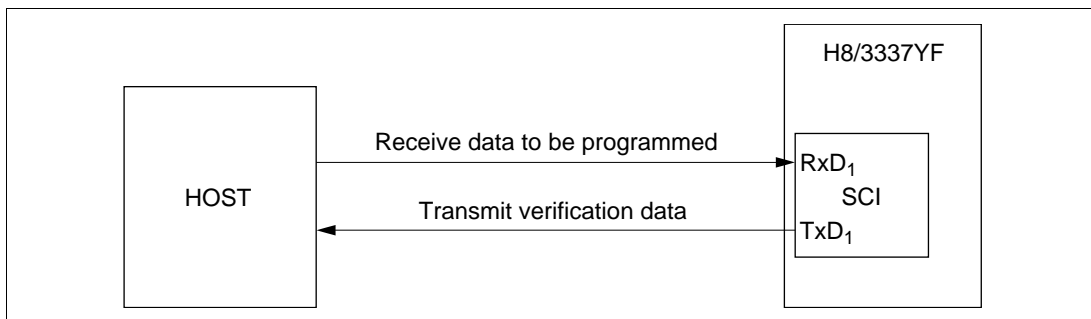 H8/3337YF
Receive data to be programmed
HOST
RxD₁
SCI
Transmit verification data
TxD₁